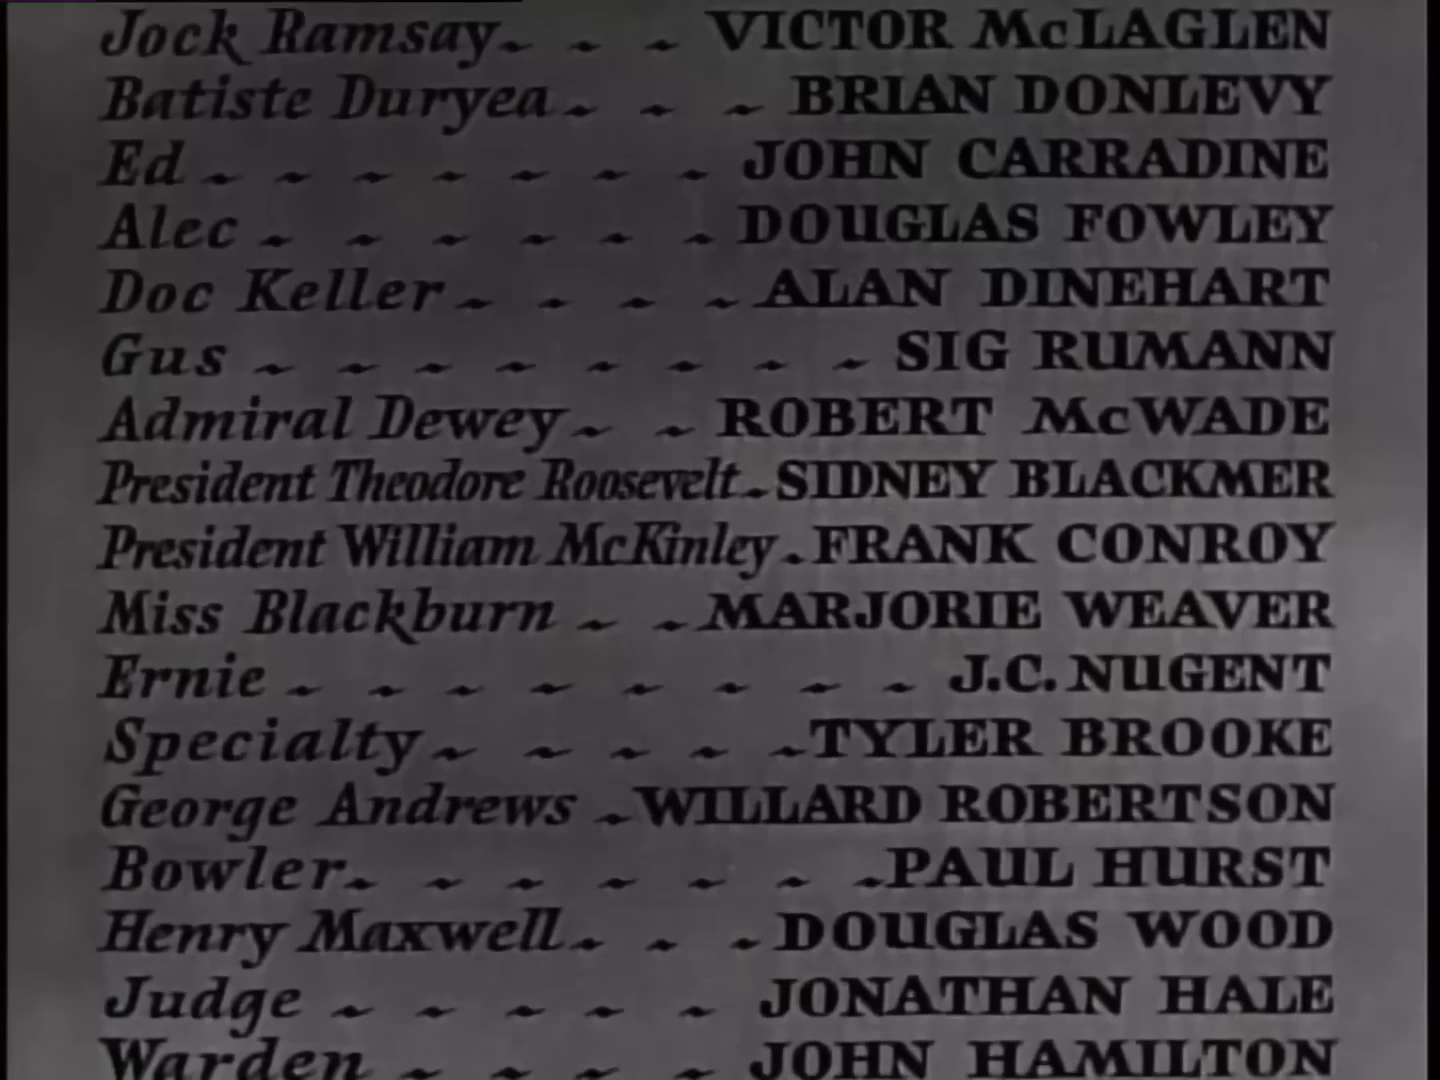 Jock Ramsay~ ~ ~ VICTOR McLAGLEN
Batiste Duryea~ ~ ~ BRIAN DONLEVY
Ed ~ ~ ~ ~ ~ ~ ~ JOHN CARRADINE
Alec ~ ~ ~ ~ ~ ~ DOUGLAS FOWLEY
Doc Keller ~ ~ ~ ~ ALAN DINEHART
Gus ~ ~ ~ ~ ~ ~ ~ ~ SIG RUMANN
Admiral Dewey~ ~ ROBERT McWADE
President Theodore Roosevelt~ SIDNEY BLACKMER
President William McKinley~ FRANK CONROY
Miss Blackburn ~ ~ MARJORIE WEAVER
Ernie ~ ~ ~ ~ ~ ~ ~ ~ J.C. NUGENT
Specialty ~ ~ ~ ~ ~ TYLER BROOKE
George Andrews ~ WILLARD ROBERTSON
Bowler~ ~ ~ ~ ~ ~ ~ PAUL HURST
Henry Maxwell~ ~ ~ DOUGLAS WOOD
Judge ~ ~ ~ ~ ~ JONATHAN HALE
Warden ~ ~ ~ ~ JOHN HAMILTON